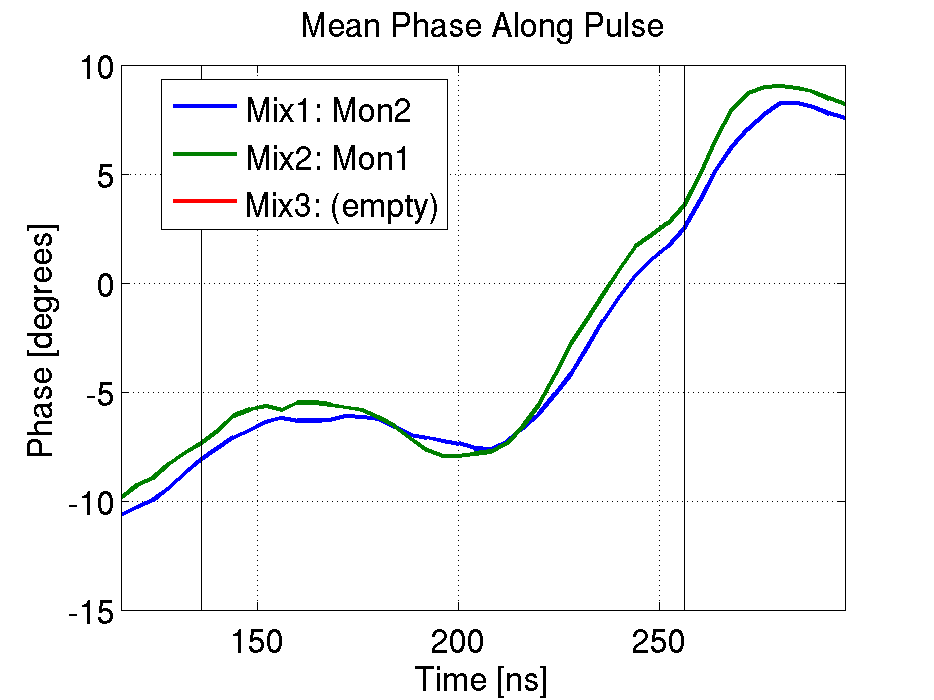 Mean Phase Along Pulse
10
5
0
-5
-10
-15
Phase [degrees]
Mix1: Mon2
Mix2: Mon1
Mix3: (empty)
150 200 250
Time [ns]